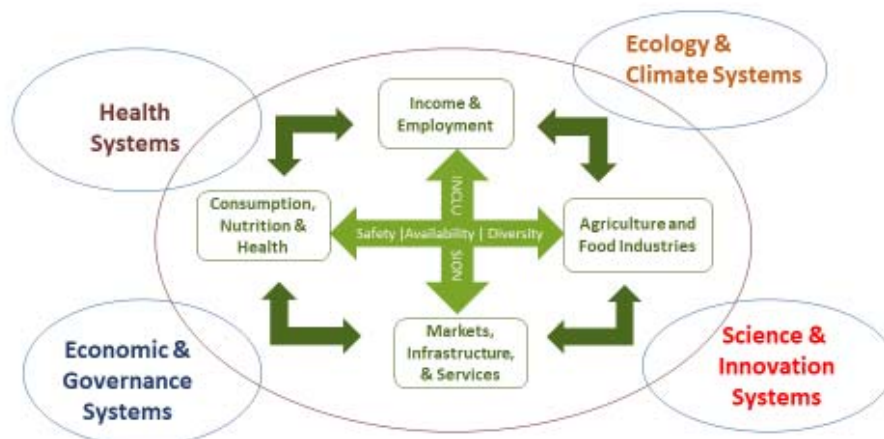 Ecology &
Climate Systems
Health
Systems
Income &
Employment
Consumption,
Nutrition &
Health
INCLU
Safety |Availability | Diversity
SION
Agriculture and
Food Industries
Markets,
Infrastructure,
& Services
Economic &
Governance
Systems
Science &
Innovation
Systems